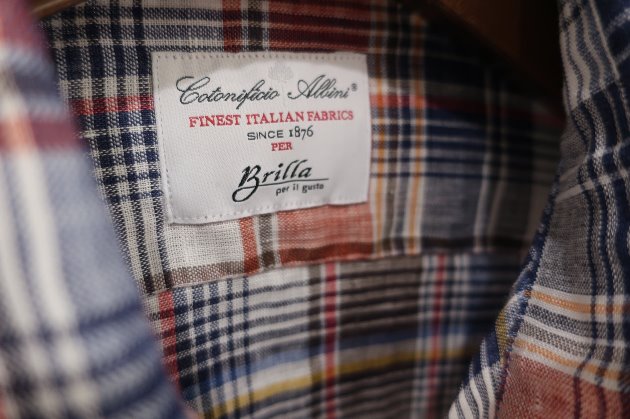 Cotonificio Albini®
FINEST ITALIAN FABRICS
SINCE 1876
PER
Brilla
per il gusto